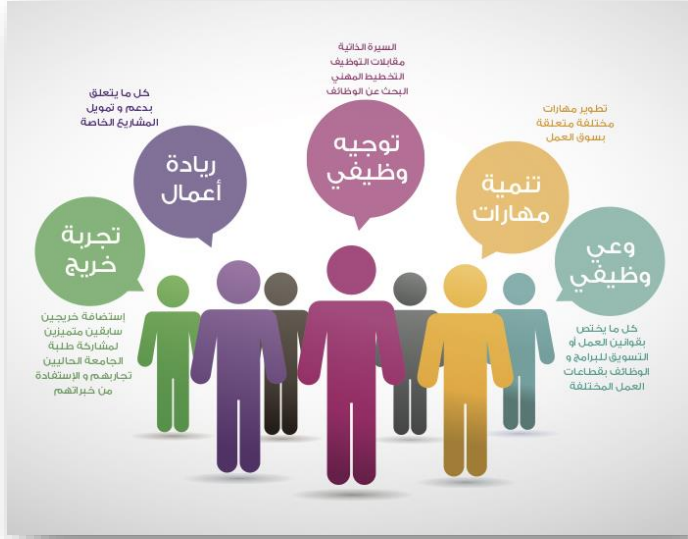 السيرة الذاتية
مقابلات التوظيف
التخطيط المهني
البحث عن الوظائف
توجيه
وظيفي
تطوير مهارات
مختلفة متعلقة
بسوق العمل
تنمية
مهارات
وعي
وظيفي
كل ما يختص
بقوانين العمل أو
التسويق للبرامج و
الوظائف بقطاعات
العمل المختلفة
كل ما يتعلق
بدعم و تمويل
المشاريع الخاصة
ريادة
أعمال
تجربة
خريج
إستضافة خريجين
سابقين متميزين
لمشاركة طلبة
الجامعة الحاليين
تجاربهم و الإستفادة
من خبراتهم